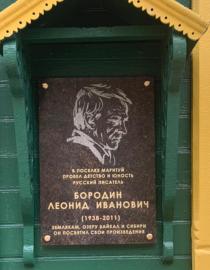 В ПОСЕЛКЕ МАРИТУЙ
ПРОВЕЛ ДЕТСТВО И ЮНОСТЬ
РУССКИЙ ПИСАТЕЛЬ
БОРОДИН
ЛЕОНИД ИВАНОВИЧ
(1938-2011)
ЗЕМЛЯКАМ, ОЗЕРУ БАЙКАЛ И СИБИРИ
ОН ПОСВЯТИЛ СВОИ ПРОИЗВЕДЕНИЯ